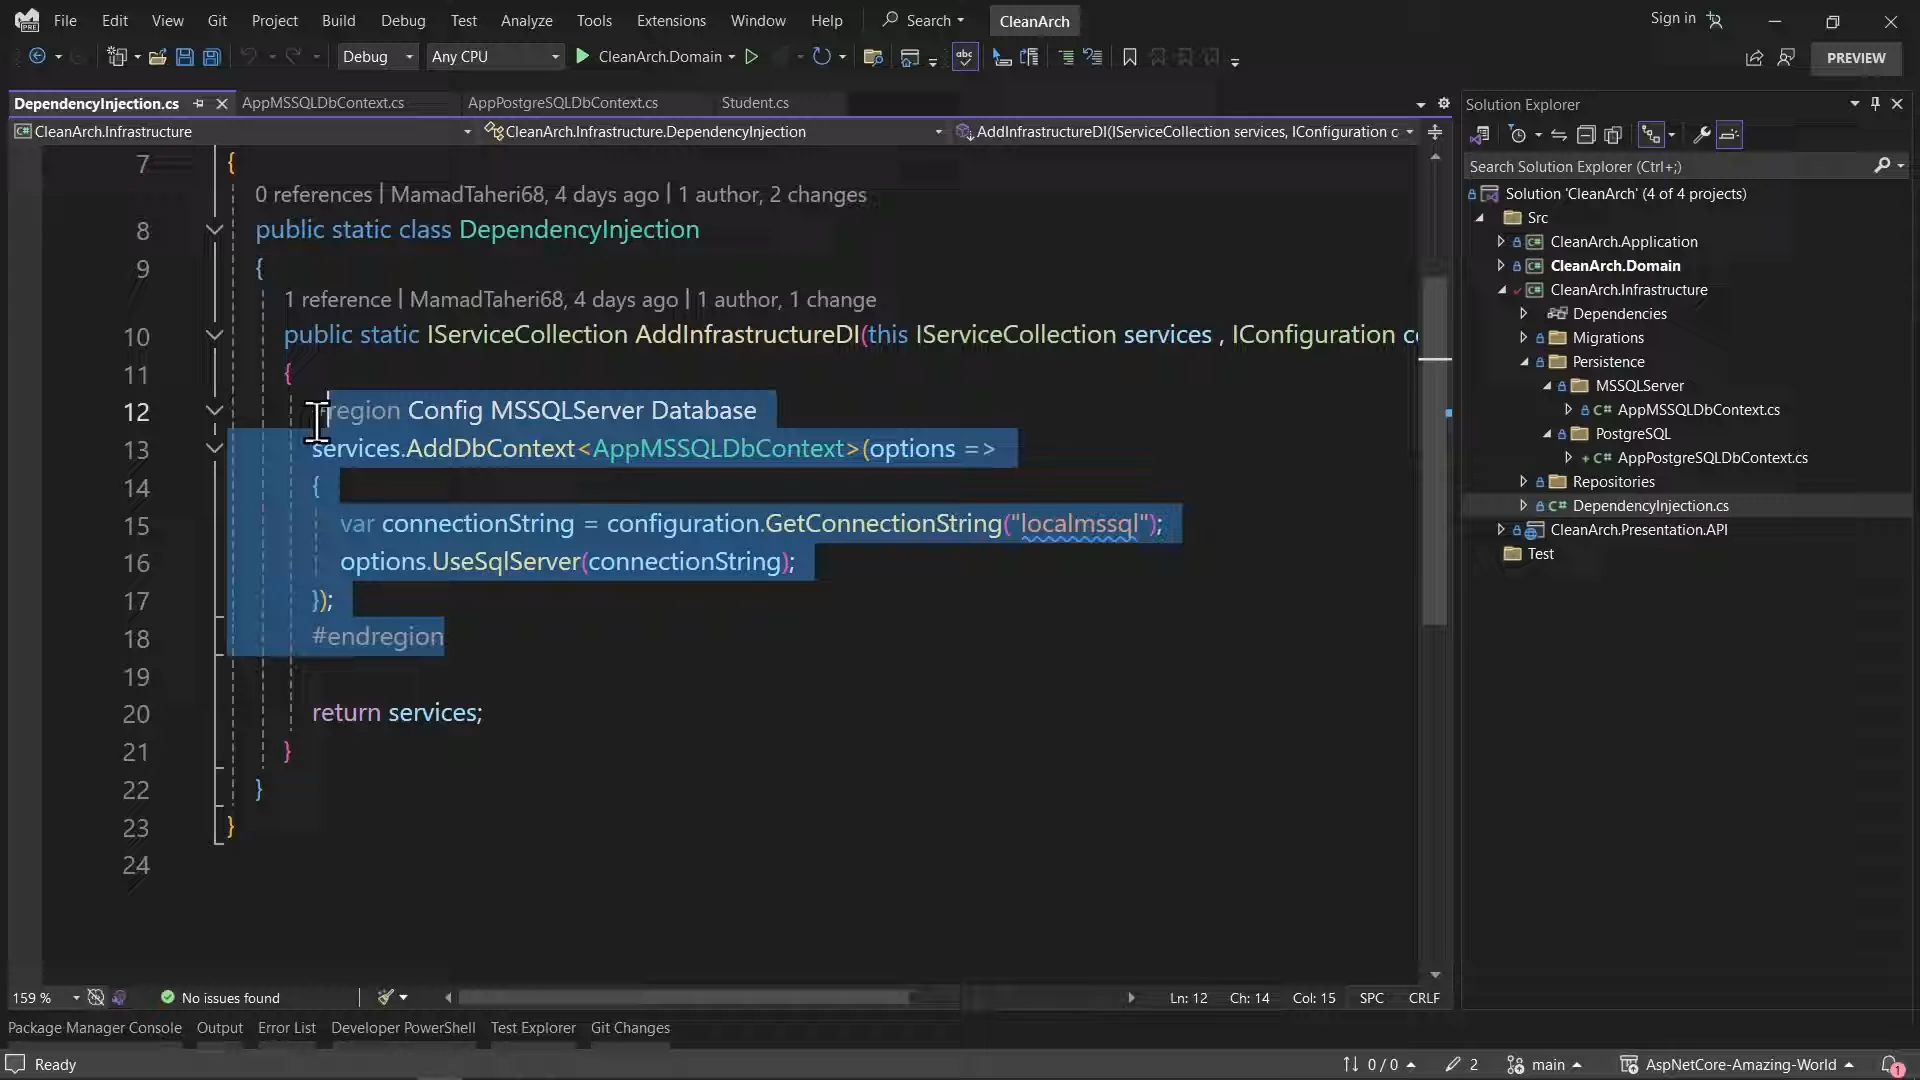 File Edit View Git Project Build Debug Test Analyze Tools Extensions Window Help Search CleanArch Sign in
Debug Any CPU CleanArch.Domain PREVIEW
DependencyInjection.cs AppMSSQLDbContext.cs AppPostgreSQLDbContext.cs Student.cs
CleanArch.Infrastructure CleanArch.Infrastructure.DependencyInjection AddInfrastructureDI(IServiceCollection services, IConfiguration c
7 {
0 references | MamadTaheri68, 4 days ago | 1 author, 2 changes
8 public static class DependencyInjection
9 {
1 reference | MamadTaheri68, 4 days ago | 1 author, 1 change
10 public static IServiceCollection AddInfrastructureDI(this IServiceCollection services , IConfiguration co
11 {
12 #region Config MSSQLServer Database
13 services.AddDbContext<AppMSSQLDbContext>(options =>
14 {
15 var connectionString = configuration.GetConnectionString("localmssql");
16 options.UseSqlServer(connectionString);
17 });
18 #endregion
19
20 return services;
21 }
22 }
23 }
24
159 % No issues found Ln: 12 Ch: 14 Col: 15 SPC CRLF
Package Manager Console Output Error List Developer PowerShell Test Explorer Git Changes
Ready 0 / 0 2 main AspNetCore-Amazing-World 1
Solution Explorer
Search Solution Explorer (Ctrl+;)
Solution 'CleanArch' (4 of 4 projects)
Src
CleanArch.Application
CleanArch.Domain
CleanArch.Infrastructure
Dependencies
Migrations
Persistence
MSSQLServer
AppMSSQLDbContext.cs
PostgreSQL
AppPostgreSQLDbContext.cs
Repositories
DependencyInjection.cs
CleanArch.Presentation.API
Test